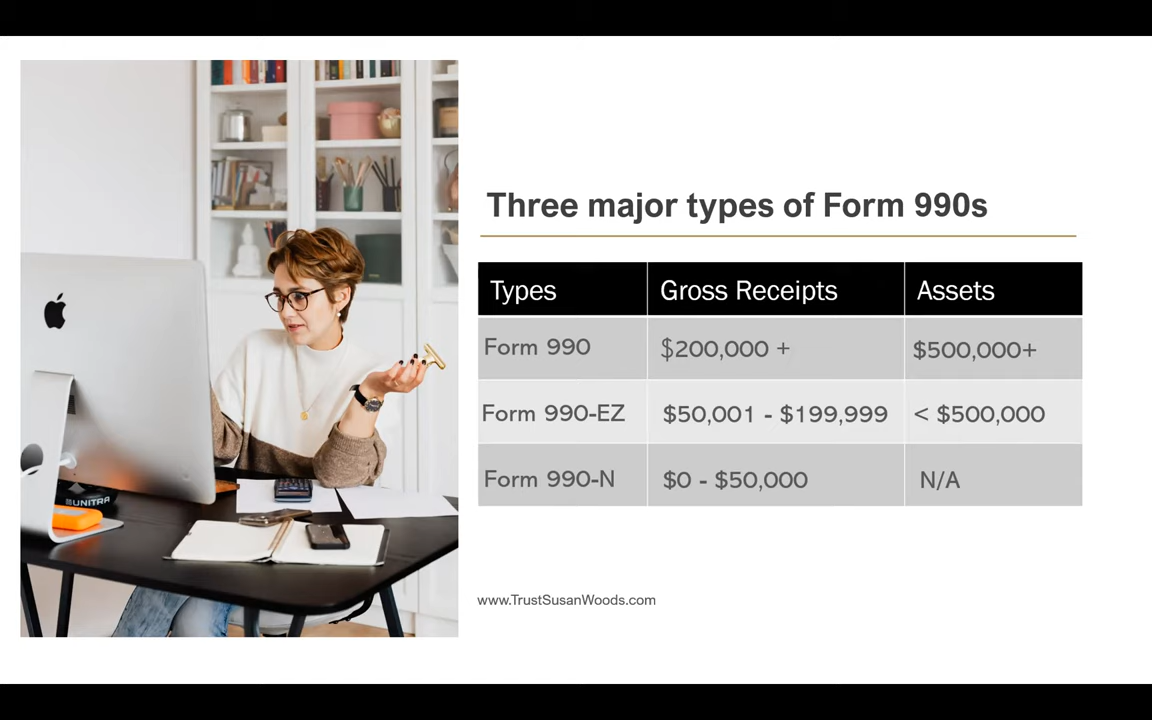 Three major types of Form 990s
Types Gross Receipts Assets
Form 990 $200,000 + $500,000+
Form 990-EZ $50,001 - $199,999 < $500,000
Form 990-N $0 - $50,000 N/A
UNITRA
www.TrustSusanWoods.com